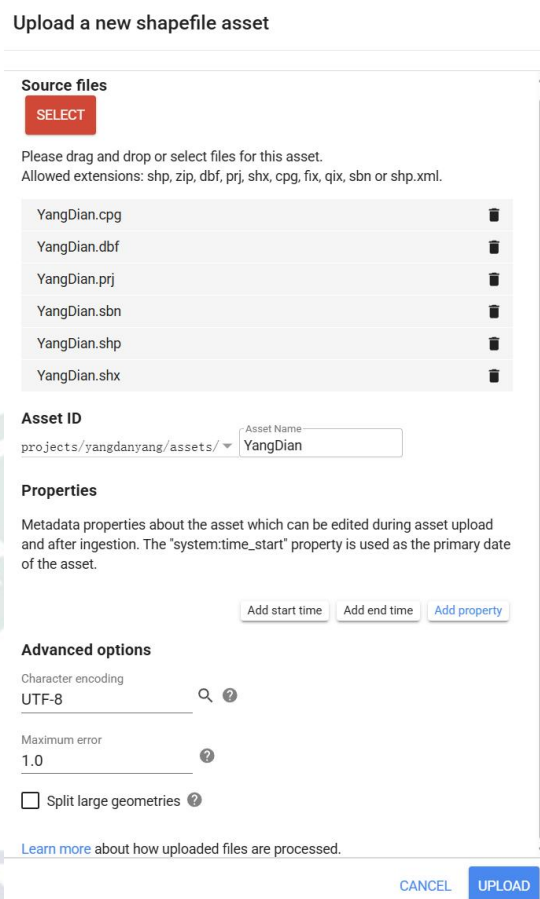 Upload a new shapefile asset
Source files
SELECT
Please drag and drop or select files for this asset.
Allowed extensions: shp, zip, dbf, prj, shx, cpg, fix, qix, sbn or shp.xml.
YangDian.cpg
YangDian.dbf
YangDian.prj
YangDian.sbn
YangDian.shp
YangDian.shx
Asset ID
Asset Name
projects/yangdanyang/assets/ YangDian
Properties
Metadata properties about the asset which can be edited during asset upload
and after ingestion. The "system:time_start" property is used as the primary date
of the asset.
Add start time Add end time Add property
Advanced options
Character encoding
UTF-8
Maximum error
1.0
Split large geometries
Learn more about how uploaded files are processed.
CANCEL UPLOAD